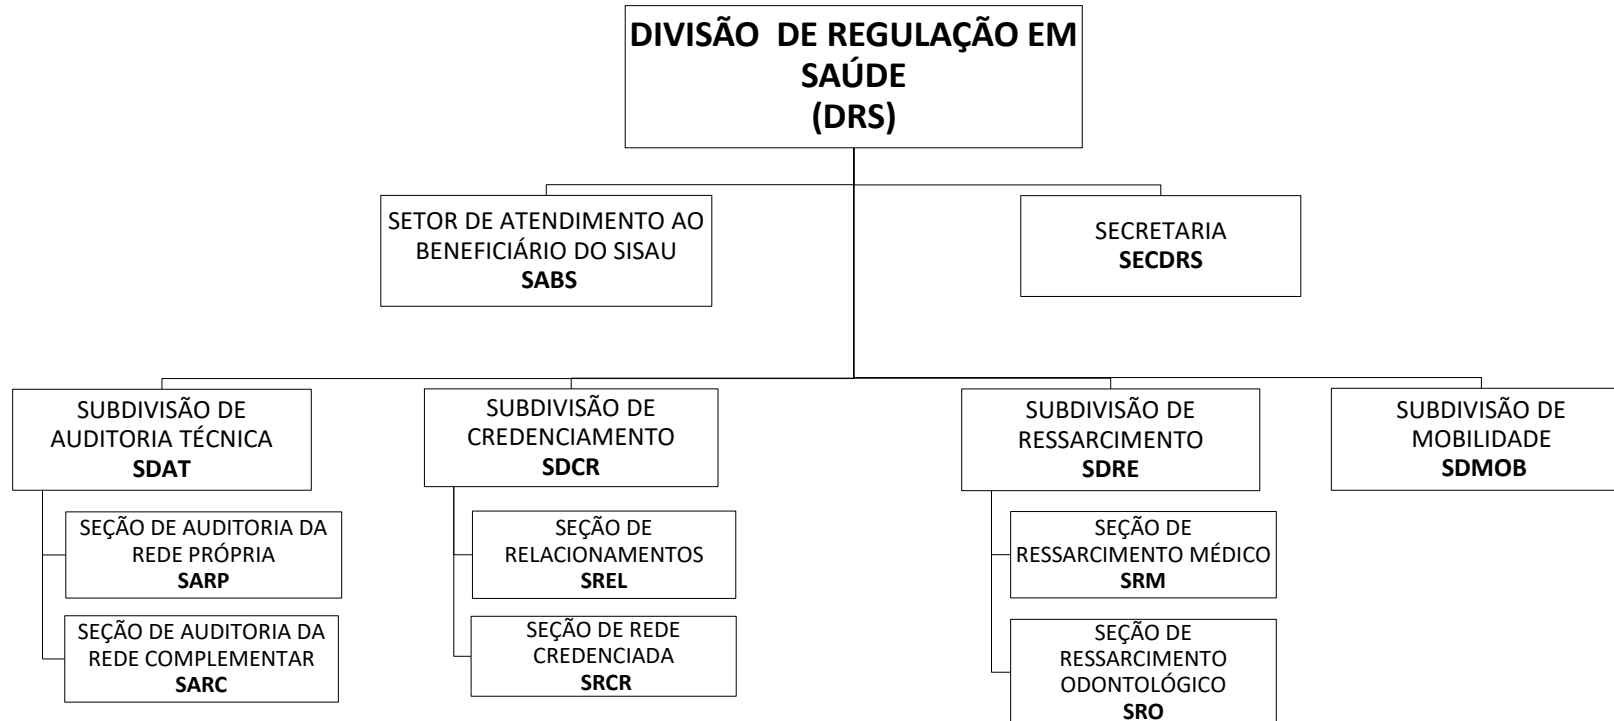 DIVISÃO DE REGULAÇÃO EM
SAÚDE
(DRS)
SETOR DE ATENDIMENTO AO
BENEFICIÁRIO DO SISAU
SABS
SECRETARIA
SECDRS
SUBDIVISÃO DE
AUDITORIA TÉCNICA
SDAT
SUBDIVISÃO DE
CREDENCIAMENTO
SDCR
SUBDIVISÃO DE
RESSARCIMENTO
SDRE
SUBDIVISÃO DE
MOBILIDADE
SDMOB
SEÇÃO DE AUDITORIA DA
REDE PRÓPRIA
SARP
SEÇÃO DE
RELACIONAMENTOS
SREL
SEÇÃO DE
RESSARCIMENTO MÉDICO
SRM
SEÇÃO DE AUDITORIA DA
REDE COMPLEMENTAR
SARC
SEÇÃO DE REDE
CREDENCIADA
SRCR
SEÇÃO DE
RESSARCIMENTO
ODONTOLÓGICO
SRO